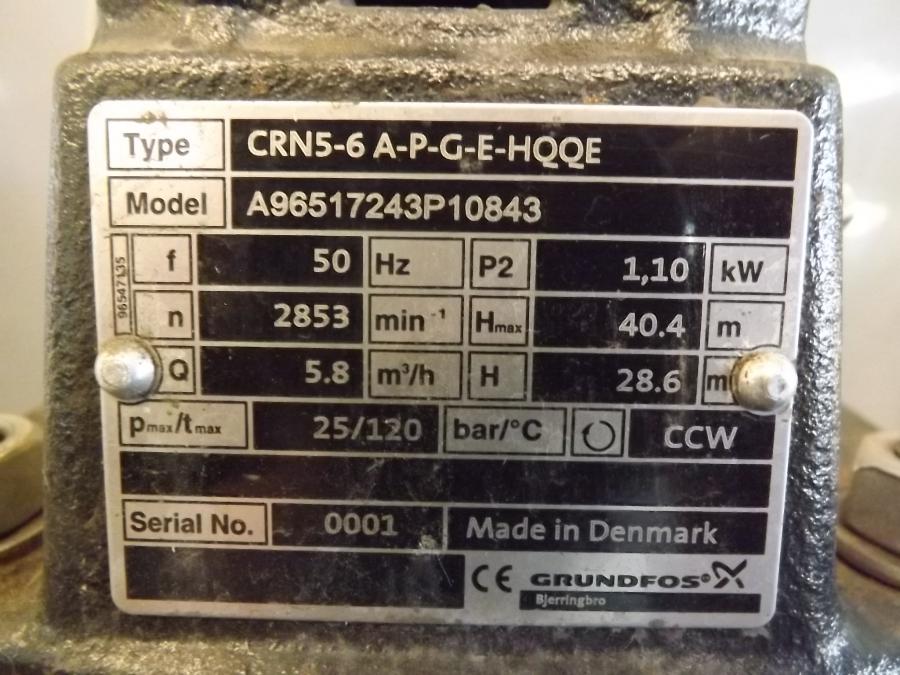 Type CRN5-6 A-P-G-E-HQQE
Model A96517243P10843
96547135
f 50 Hz P2 1,10 kW
n 2853 min⁻¹ Hmax 40.4 m
Q 5.8 m³/h H 28.6 m
pmax/tmax 25/120 bar/°C CCW
Serial No. 0001 Made in Denmark
CE GRUNDFOS®
Bjerringbro